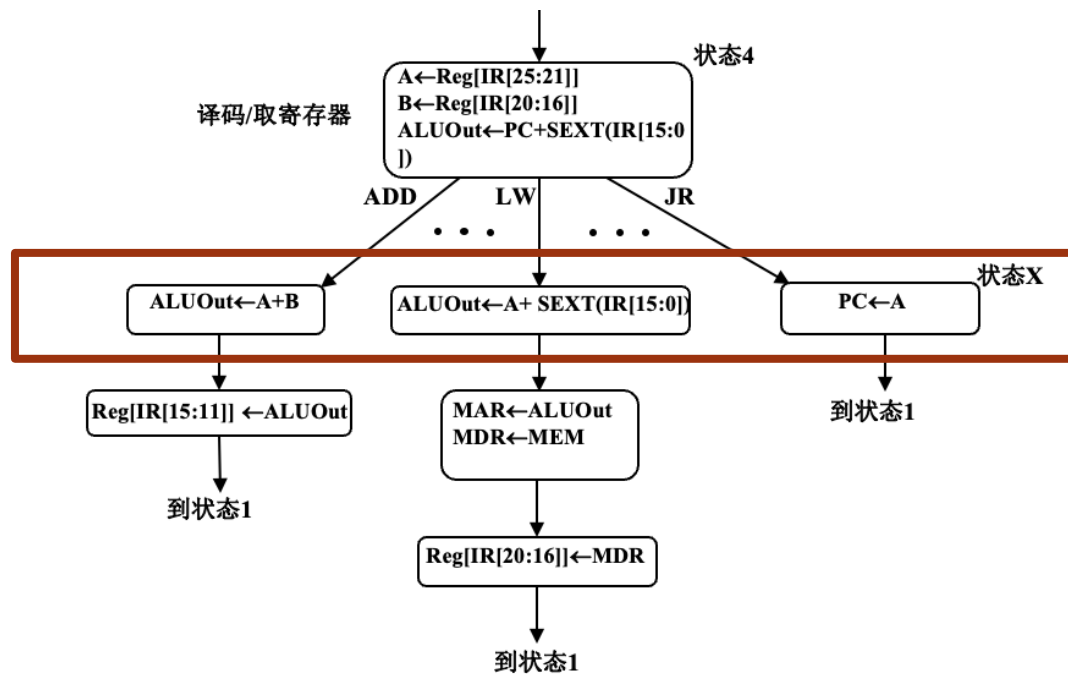 状态4
A←Reg[IR[25:21]]
B←Reg[IR[20:16]]
ALUOut←PC+SEXT(IR[15:0
])
译码/取寄存器
ADD
LW
JR
• • •
• • •
状态X
ALUOut←A+B
ALUOut←A+ SEXT(IR[15:0])
PC←A
Reg[IR[15:11]] ←ALUOut
MAR←ALUOut
MDR←MEM
到状态1
到状态1
Reg[IR[20:16]]←MDR
到状态1